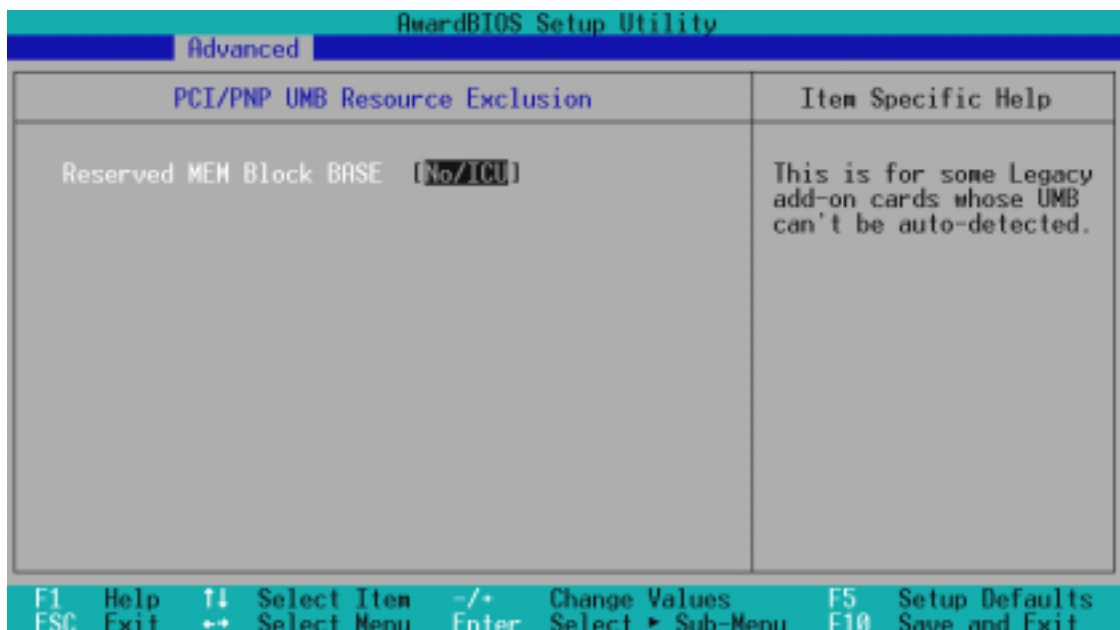 AwardBIOS Setup Utility
Advanced
PCI/PNP UMB Resource Exclusion
Item Specific Help
Reserved MEM Block BASE [No/ICU]
This is for some Legacy
add-on cards whose UMB
can't be auto-detected.
F1 Help ↑↓ Select Item -/+ Change Values F5 Setup Defaults
ESC Exit ←→ Select Menu Enter Select ► Sub-Menu F10 Save and Exit